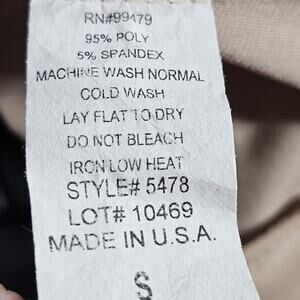 RN#99479
95% POLY
5% SPANDEX
MACHINE WASH NORMAL
COLD WASH
LAY FLAT TO DRY
DO NOT BLEACH
IRON LOW HEAT
STYLE# 5478
LOT# 10469
MADE IN U.S.A.
S